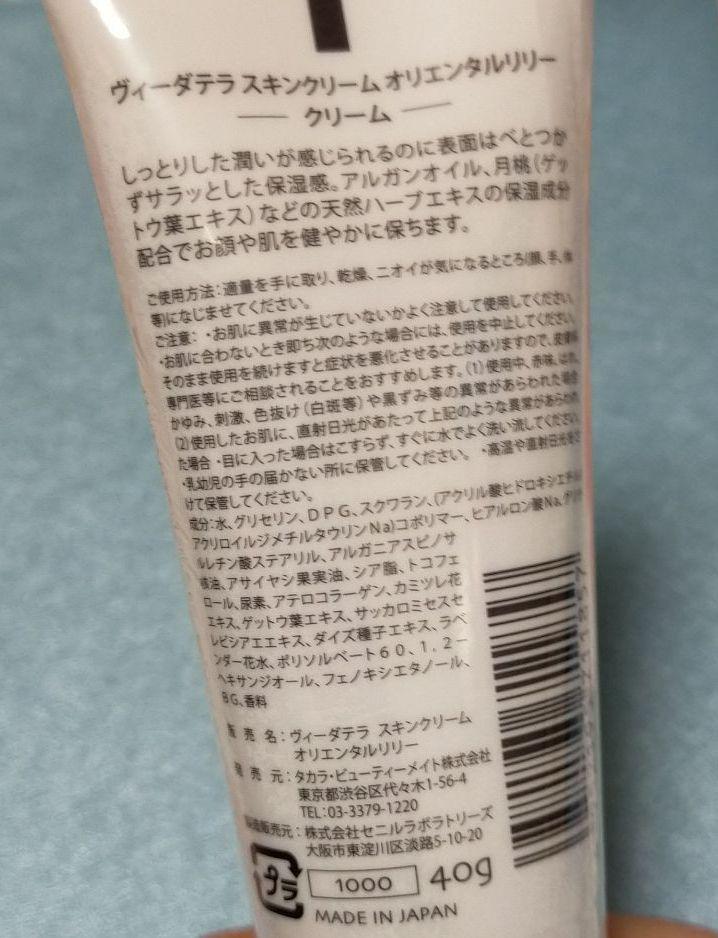 ヴィーダテラ スキンクリーム オリエンタルリリー
クリーム
しっとりした潤いが感じられるのに表面はべとつか
ずサラッとした保湿感。アルガンオイル、月桃(ゲッ
トウ葉エキス)などの天然ハーブエキスの保湿成分
配合でお顔や肌を健やかに保ちます。
ご使用方法:適量を手に取り、乾燥、ニオイが気になるところ(顔、手、体
等)になじませてください。
ご注意: ・お肌に異常が生じていないかよく注意して使用してください。
・お肌に合わないとき即ち次のような場合には、使用を中止してください。
そのまま使用を続けますと症状を悪化させることがありますので、皮膚科
専門医等にご相談されることをおすすめします。(1)使用中、赤味、はれ、
かゆみ、刺激、色抜け(白斑等)や黒ずみ等の異常があらわれた場合
(2)使用したお肌に、直射日光があたって上記のような異常があらわれ
た場合 ・目に入った場合はこすらず、すぐに水でよく洗い流してください。
・乳幼児の手の届かない所に保管してください。 ・高温や直射日光をさ
けて保管してください。
成分:水、グリセリン、DPG、スクワラン、(アクリル酸ヒドロキシエチル/
アクリロイルジメチルタウリンNa)コポリマー、ヒアルロン酸Na、グリチ
ルレチン酸ステアリル、アルガニアスピノサ
核油、アサイヤシ果実油、シア脂、トコフェ
ロール、尿素、アテロコラーゲン、カミツレ花
エキス、ゲットウ葉エキス、サッカロミセスセ
レビシアエエキス、ダイズ種子エキス、ラベ
ンダー花水、ポリソルベート60、1.2-
ヘキサンジオール、フェノキシエタノール、
BG、香料
販 売 名:ヴィーダテラ スキンクリーム
オリエンタルリリー
発 売 元:タカラ・ビューティーメイト株式会社
東京都渋谷区代々木1-56-4
TEL:03-3379-1220
製造販売元:株式会社セニルラボラトリーズ
大阪市東淀川区淡路5-10-20
プラ 1000 40g
MADE IN JAPAN